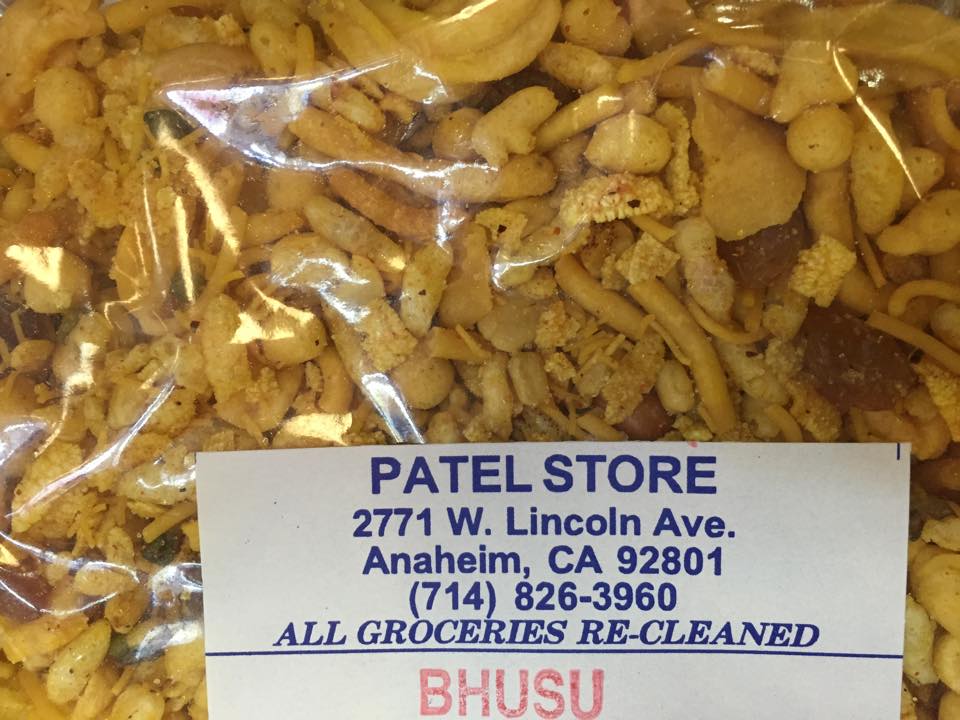 PATEL STORE
2771 W. Lincoln Ave.
Anaheim, CA 92801
(714) 826-3960
ALL GROCERIES RE-CLEANED
BHUSU